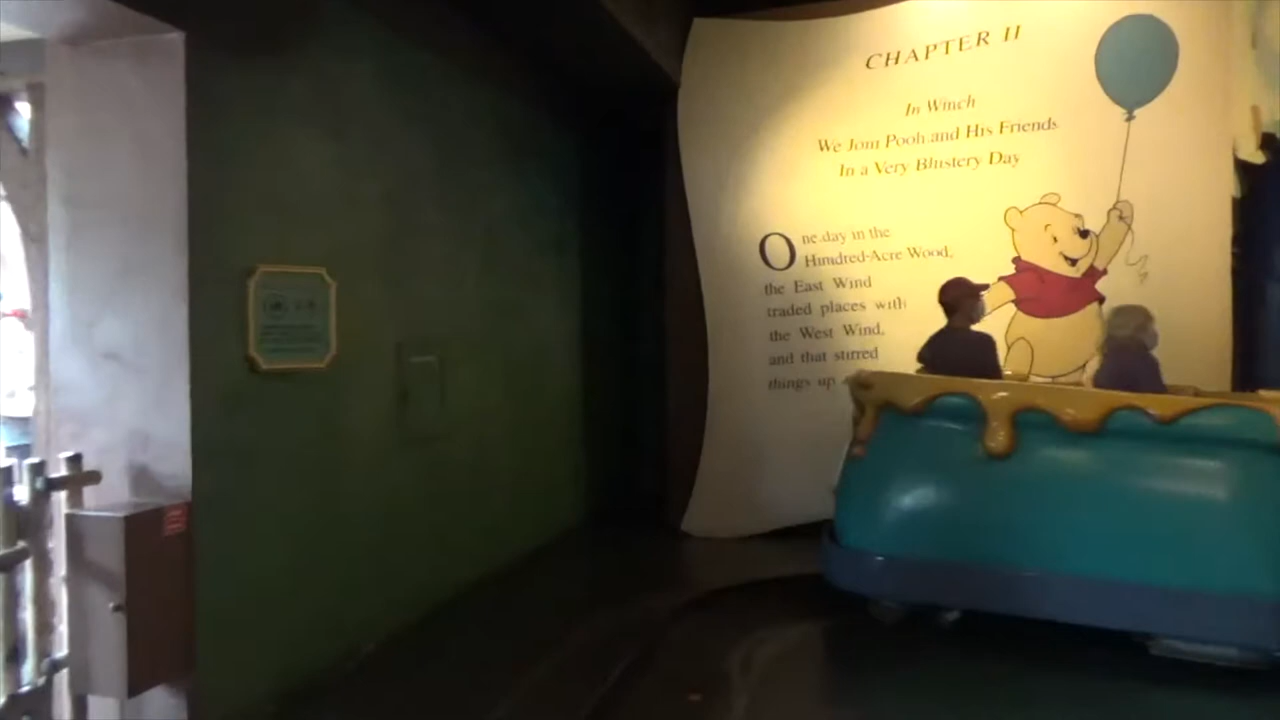 CHAPTER II
In Which
We Join Pooh and His Friends
In a Very Blustery Day
One day in the
Hundred-Acre Wood,
the East Wind
traded places with
the West Wind,
and that stirred
things up